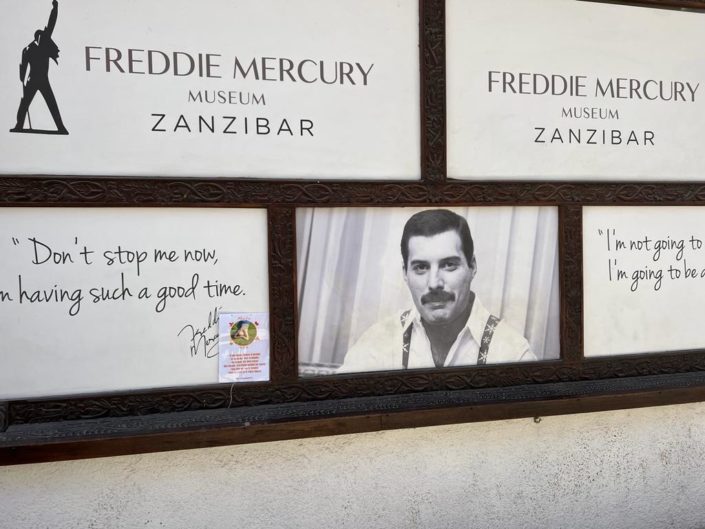 FREDDIE MERCURY
MUSEUM
ZANZIBAR
FREDDIE MERCURY
MUSEUM
ZANZIBAR
"Don't stop me now,
having such a good time.
Freddie
"I'm not going to
I'm going to be a